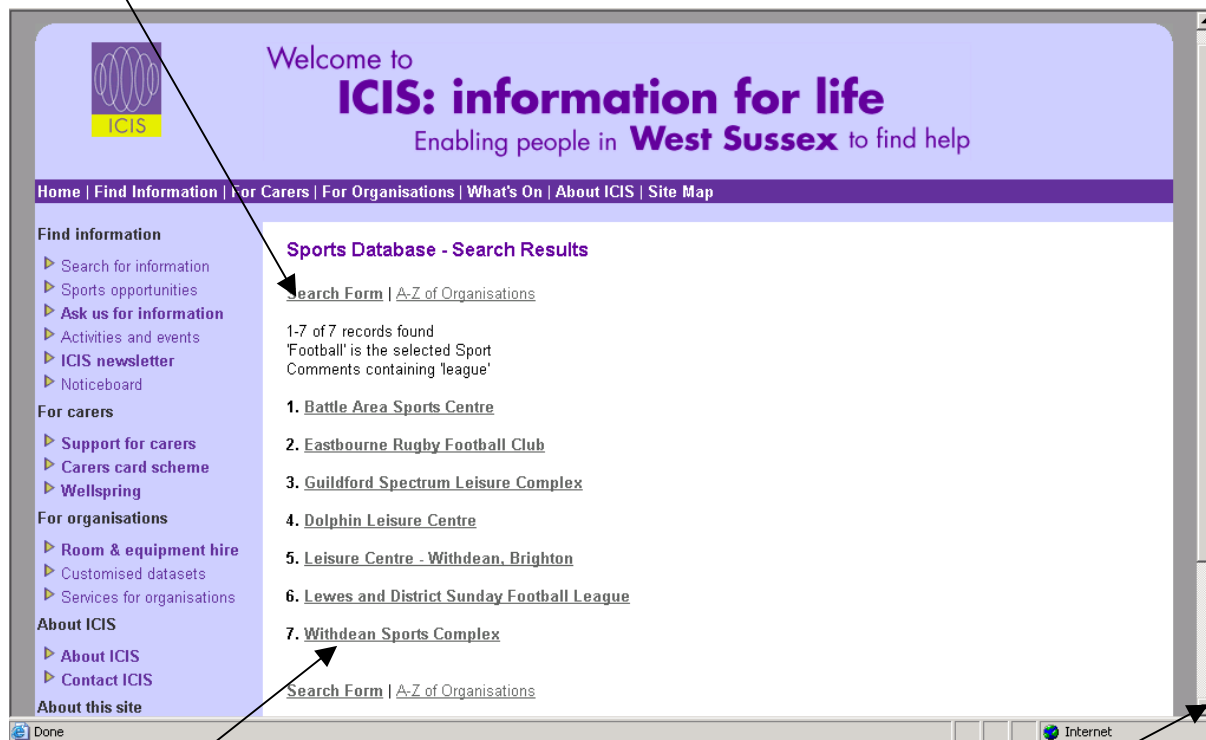 ICIS
Welcome to
ICIS: information for life
Enabling people in West Sussex to find help
Home | Find Information | For Carers | For Organisations | What's On | About ICIS | Site Map
Find information
Search for information
Sports opportunities
Ask us for information
Activities and events
ICIS newsletter
Noticeboard
For carers
Support for carers
Carers card scheme
Wellspring
For organisations
Room & equipment hire
Customised datasets
Services for organisations
About ICIS
About ICIS
Contact ICIS
About this site
Sports Database - Search Results
Search Form | A-Z of Organisations
1-7 of 7 records found
'Football' is the selected Sport
Comments containing 'league'
1. Battle Area Sports Centre
2. Eastbourne Rugby Football Club
3. Guildford Spectrum Leisure Complex
4. Dolphin Leisure Centre
5. Leisure Centre - Withdean, Brighton
6. Lewes and District Sunday Football League
7. Withdean Sports Complex
Search Form | A-Z of Organisations
Done
Internet